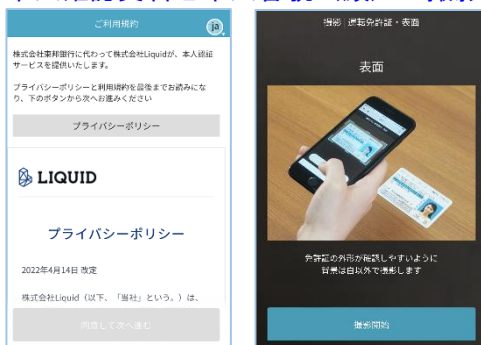 ご利用規約
ja
株式会社東邦銀行に代わって株式会社Liquidが、本人認証
サービスを提供いたします。
プライバシーポリシーと利用規約を最後までお読みにな
り、下のボタンから次へお進みください
プライバシーポリシー
LIQUID
プライバシーポリシー
2022年4月14日 改定
株式会社Liquid(以下、「当社」という。)は、
同意して次へ進む
撮影｜運転免許証・表面
表面
免許証の外形が確認しやすいように
背景は白以外で撮影します
撮影開始